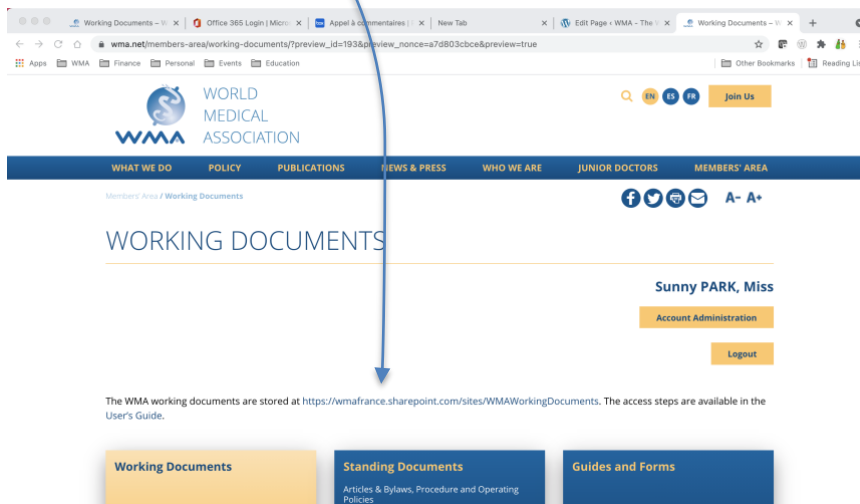 Working Documents – W
Office 365 Login | Micro
Appel à commentaires |
New Tab
Edit Page ‹ WMA – The W
Working Documents – W
wma.net/members-area/working-documents/?preview_id=193&preview_nonce=a7d803cbce&preview=true
Apps WMA Finance Personal Events Education Other Bookmarks Reading Lis
WORLD
MEDICAL
ASSOCIATION
WMA
EN ES FR Join Us
WHAT WE DO POLICY PUBLICATIONS NEWS & PRESS WHO WE ARE JUNIOR DOCTORS MEMBERS' AREA
Members' Area / Working Documents
A- A+
WORKING DOCUMENTS
Sunny PARK, Miss
Account Administration
Logout
The WMA working documents are stored at https://wmafrance.sharepoint.com/sites/WMAWorkingDocuments. The access steps are available in the
User's Guide.
Working Documents
Standing Documents
Articles & Bylaws, Procedure and Operating
Policies
Guides and Forms